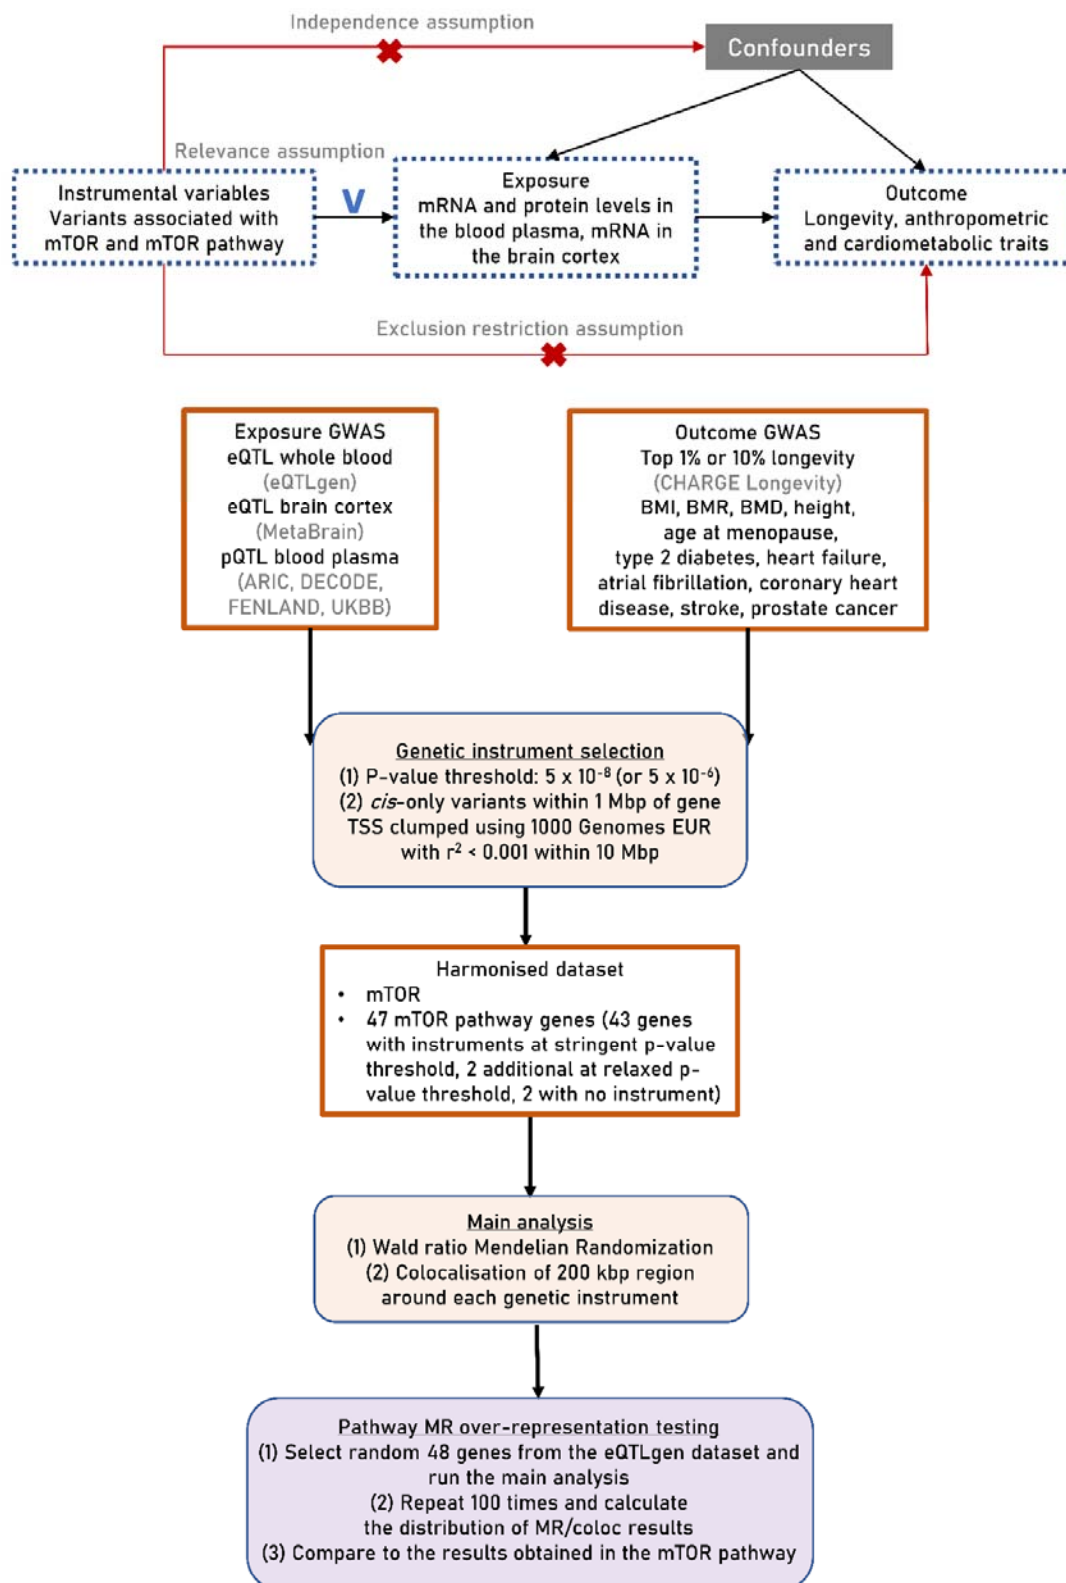 Independence assumption
Confounders
Relevance assumption
Instrumental variables
Variants associated with
mTOR and mTOR pathway
V
Exposure
mRNA and protein levels in
the blood plasma, mRNA in
the brain cortex
Outcome
Longevity, anthropometric
and cardiometabolic traits
Exclusion restriction assumption
Exposure GWAS
eQTL whole blood
(eQTLgen)
eQTL brain cortex
(MetaBrain)
pQTL blood plasma
(ARIC, DECODE,
FENLAND, UKBB)
Outcome GWAS
Top 1% or 10% longevity
(CHARGE Longevity)
BMI, BMR, BMD, height,
age at menopause,
type 2 diabetes, heart failure,
atrial fibrillation, coronary heart
disease, stroke, prostate cancer
Genetic instrument selection
(1) P-value threshold: 5 x 10⁻⁸ (or 5 x 10⁻⁶)
(2) cis-only variants within 1 Mbp of gene
TSS clumped using 1000 Genomes EUR
with r² < 0.001 within 10 Mbp
Harmonised dataset
• mTOR
• 47 mTOR pathway genes (43 genes
with instruments at stringent p-value
threshold, 2 additional at relaxed p-
value threshold, 2 with no instrument)
Main analysis
(1) Wald ratio Mendelian Randomization
(2) Colocalisation of 200 kbp region
around each genetic instrument
Pathway MR over-representation testing
(1) Select random 48 genes from the eQTLgen dataset and
run the main analysis
(2) Repeat 100 times and calculate
the distribution of MR/coloc results
(3) Compare to the results obtained in the mTOR pathway